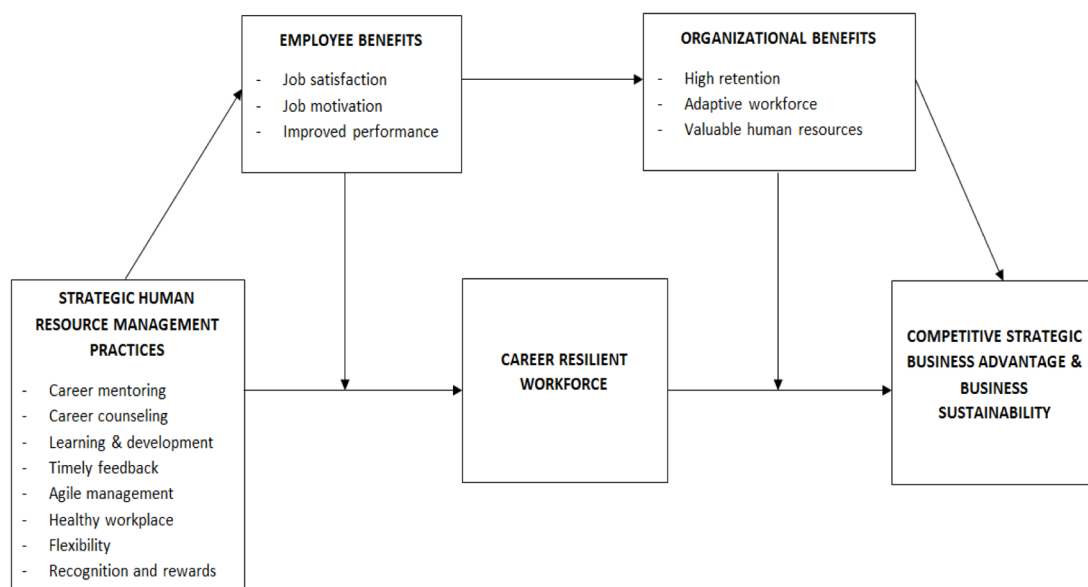 EMPLOYEE BENEFITS
- Job satisfaction
- Job motivation
- Improved performance
ORGANIZATIONAL BENEFITS
- High retention
- Adaptive workforce
- Valuable human resources
STRATEGIC HUMAN
RESOURCE MANAGEMENT
PRACTICES
- Career mentoring
- Career counseling
- Learning & development
- Timely feedback
- Agile management
- Healthy workplace
- Flexibility
- Recognition and rewards
CAREER RESILIENT
WORKFORCE
COMPETITIVE STRATEGIC
BUSINESS ADVANTAGE &
BUSINESS
SUSTAINABILITY